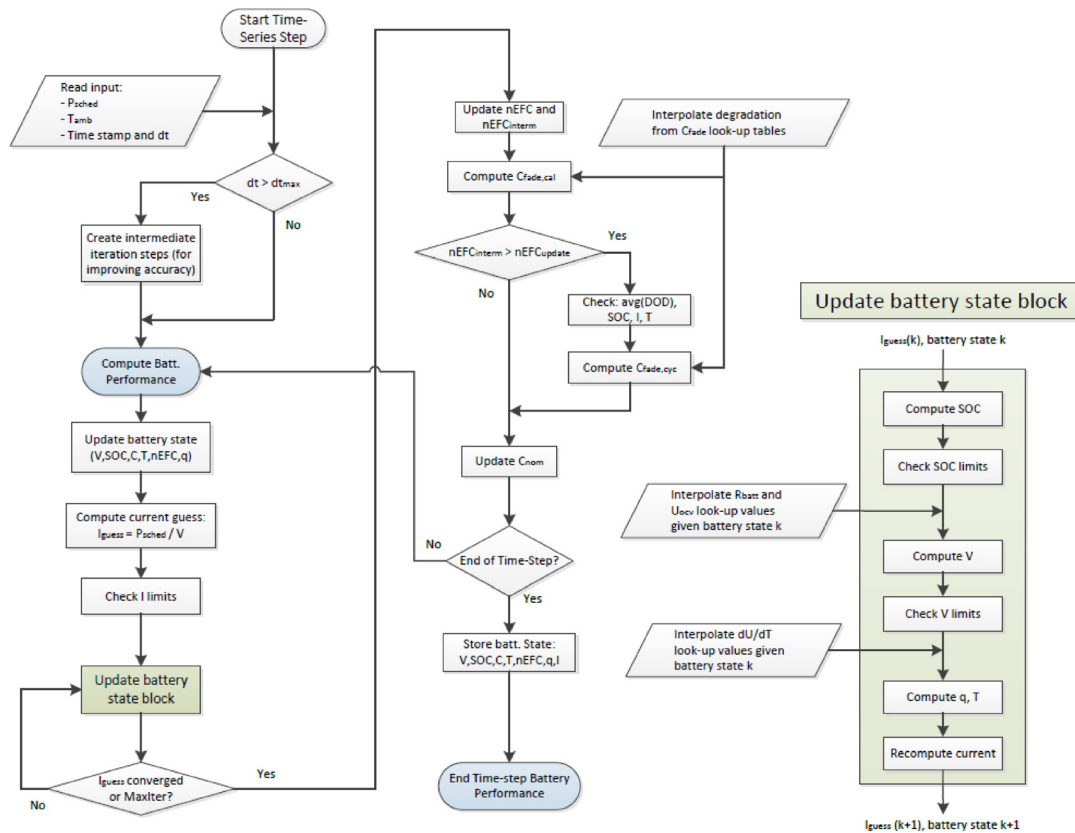 Start Time-
Series Step
Read input:
- Psched
- Tamb
- Time stamp and dt
dt > dtmax
Yes
No
Create intermediate
iteration steps (for
improving accuracy)
Compute Batt.
Performance
Update battery state
(V,SOC,C,T,nEFC,q)
Compute current guess:
Iguess = Psched / V
Check I limits
Update battery
state block
Iguess converged
or MaxIter?
No
Yes
Update nEFC and
nEFCinterm
Interpolate degradation
from Cfade look-up tables
Compute Cfade,cal
nEFCinterm > nEFCupdate
Yes
No
Check: avg(DOD),
SOC, I, T
Compute Cfade,cyc
Update Cnom
End of Time-Step?
No
Yes
Store batt. State:
V,SOC,C,T,nEFC,q,I
End Time-step Battery
Performance
Update battery state block
Iguess(k), battery state k
Compute SOC
Check SOC limits
Interpolate Rbatt and
Uocv look-up values
given battery state k
Compute V
Check V limits
Interpolate dU/dT
look-up values given
battery state k
Compute q, T
Recompute current
Iguess (k+1), battery state k+1